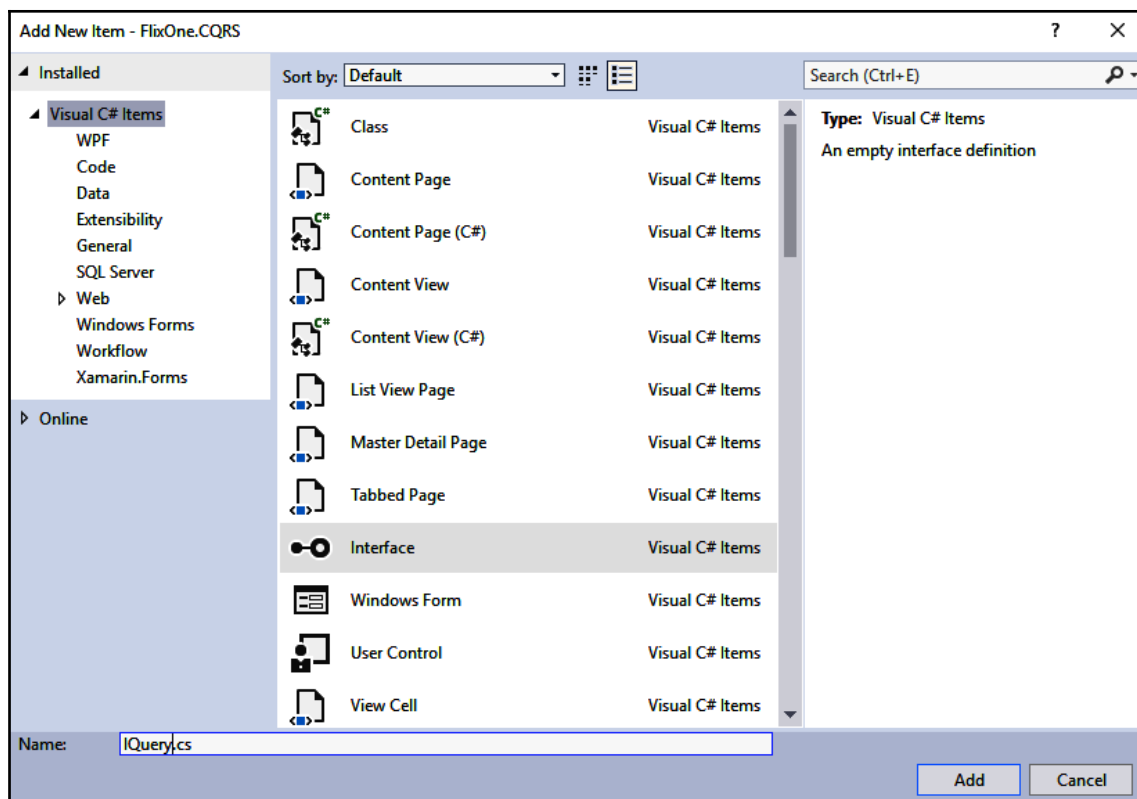 Add New Item - FlixOne.CQRS
?
Installed
Sort by: Default
Search (Ctrl+E)
Visual C# Items
WPF
Code
Data
Extensibility
General
SQL Server
Web
Windows Forms
Workflow
Xamarin.Forms
Online
C# Class Visual C# Items
Content Page Visual C# Items
C# Content Page (C#) Visual C# Items
Content View Visual C# Items
C# Content View (C#) Visual C# Items
List View Page Visual C# Items
Master Detail Page Visual C# Items
Tabbed Page Visual C# Items
Interface Visual C# Items
Windows Form Visual C# Items
User Control Visual C# Items
View Cell Visual C# Items
Type: Visual C# Items
An empty interface definition
Name: IQuery.cs
Add Cancel